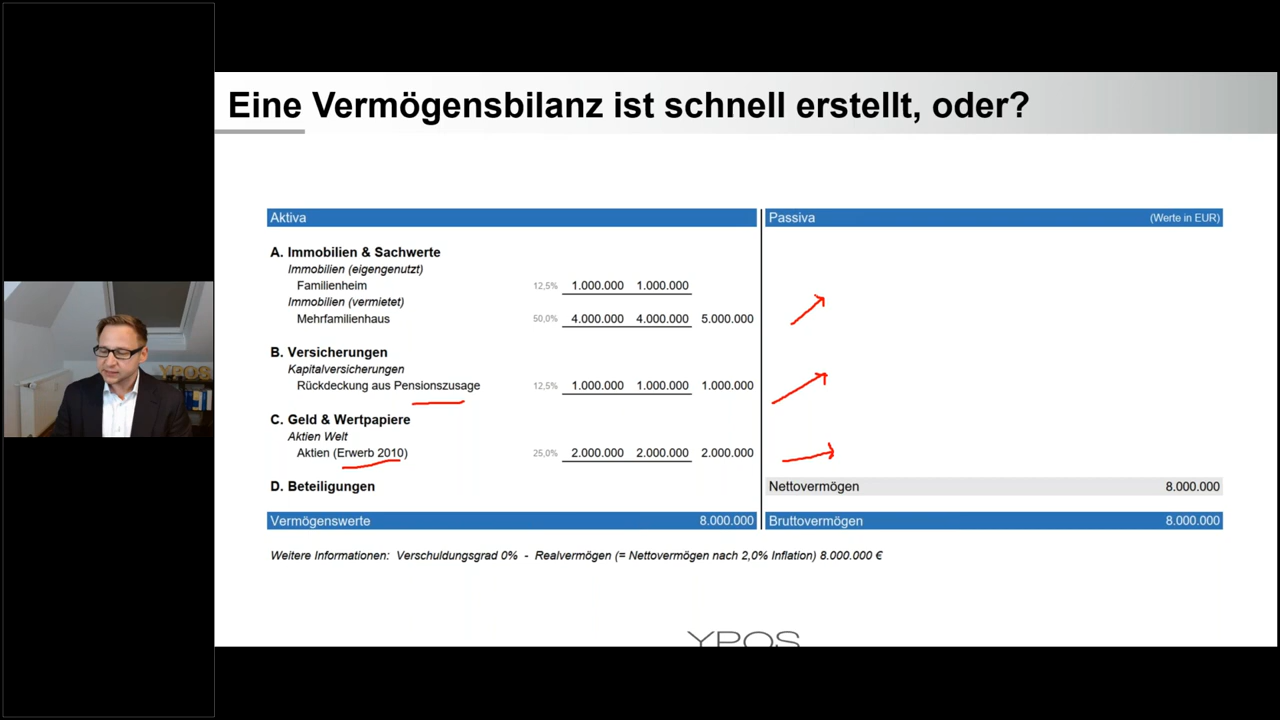 Eine Vermögensbilanz ist schnell erstellt, oder?
Aktiva
Passiva (Werte in EUR)
A. Immobilien & Sachwerte
Immobilien (eigengenutzt)
Familienheim 12,5% 1.000.000 1.000.000
Immobilien (vermietet)
Mehrfamilienhaus 50,0% 4.000.000 4.000.000 5.000.000
B. Versicherungen
Kapitalversicherungen
Rückdeckung aus Pensionszusage 12,5% 1.000.000 1.000.000 1.000.000
C. Geld & Wertpapiere
Aktien Welt
Aktien (Erwerb 2010) 25,0% 2.000.000 2.000.000 2.000.000
D. Beteiligungen
Nettovermögen 8.000.000
Vermögenswerte 8.000.000
Bruttovermögen 8.000.000
Weitere Informationen: Verschuldungsgrad 0% - Realvermögen (= Nettovermögen nach 2,0% Inflation) 8.000.000 €
YPOS
YPOS